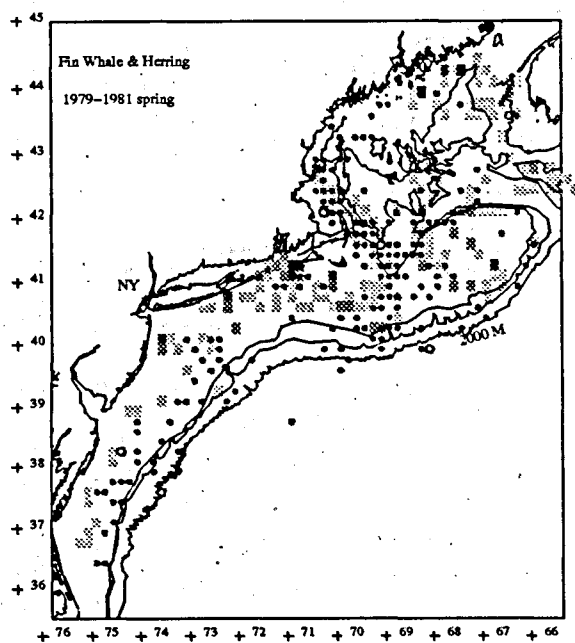 Fin Whale & Herring
1979–1981 spring
NY
2000 M
+ 45
+ 44
+ 43
+ 42
+ 41
+ 40
+ 39
+ 38
+ 37
+ 36
+ 76 + 75 + 74 + 73 + 72 + 71 + 70 + 69 + 68 + 67 + 66